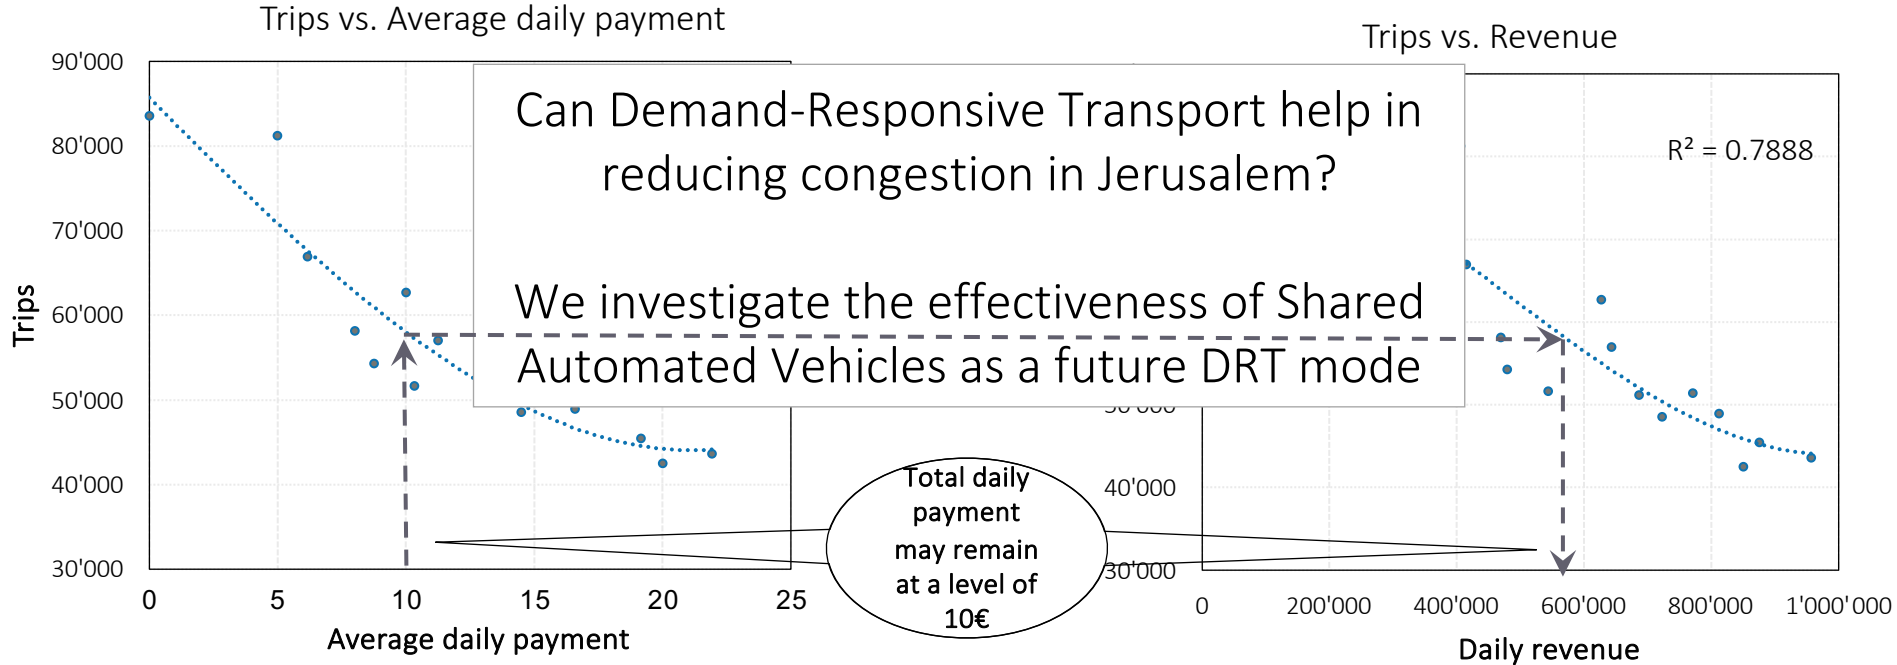 Trips vs. Average daily payment
90'000
80'000
70'000
60'000
50'000
40'000
30'000
Trips
0
5
10
15
20
25
Average daily payment
Can Demand-Responsive Transport help in
reducing congestion in Jerusalem?
We investigate the effectiveness of Shared
Automated Vehicles as a future DRT mode
Total daily
payment
may remain
at a level of
10€
Trips vs. Revenue
R² = 0.7888
40'000
30'000
0
200'000
400'000
600'000
800'000
1'000'000
Daily revenue